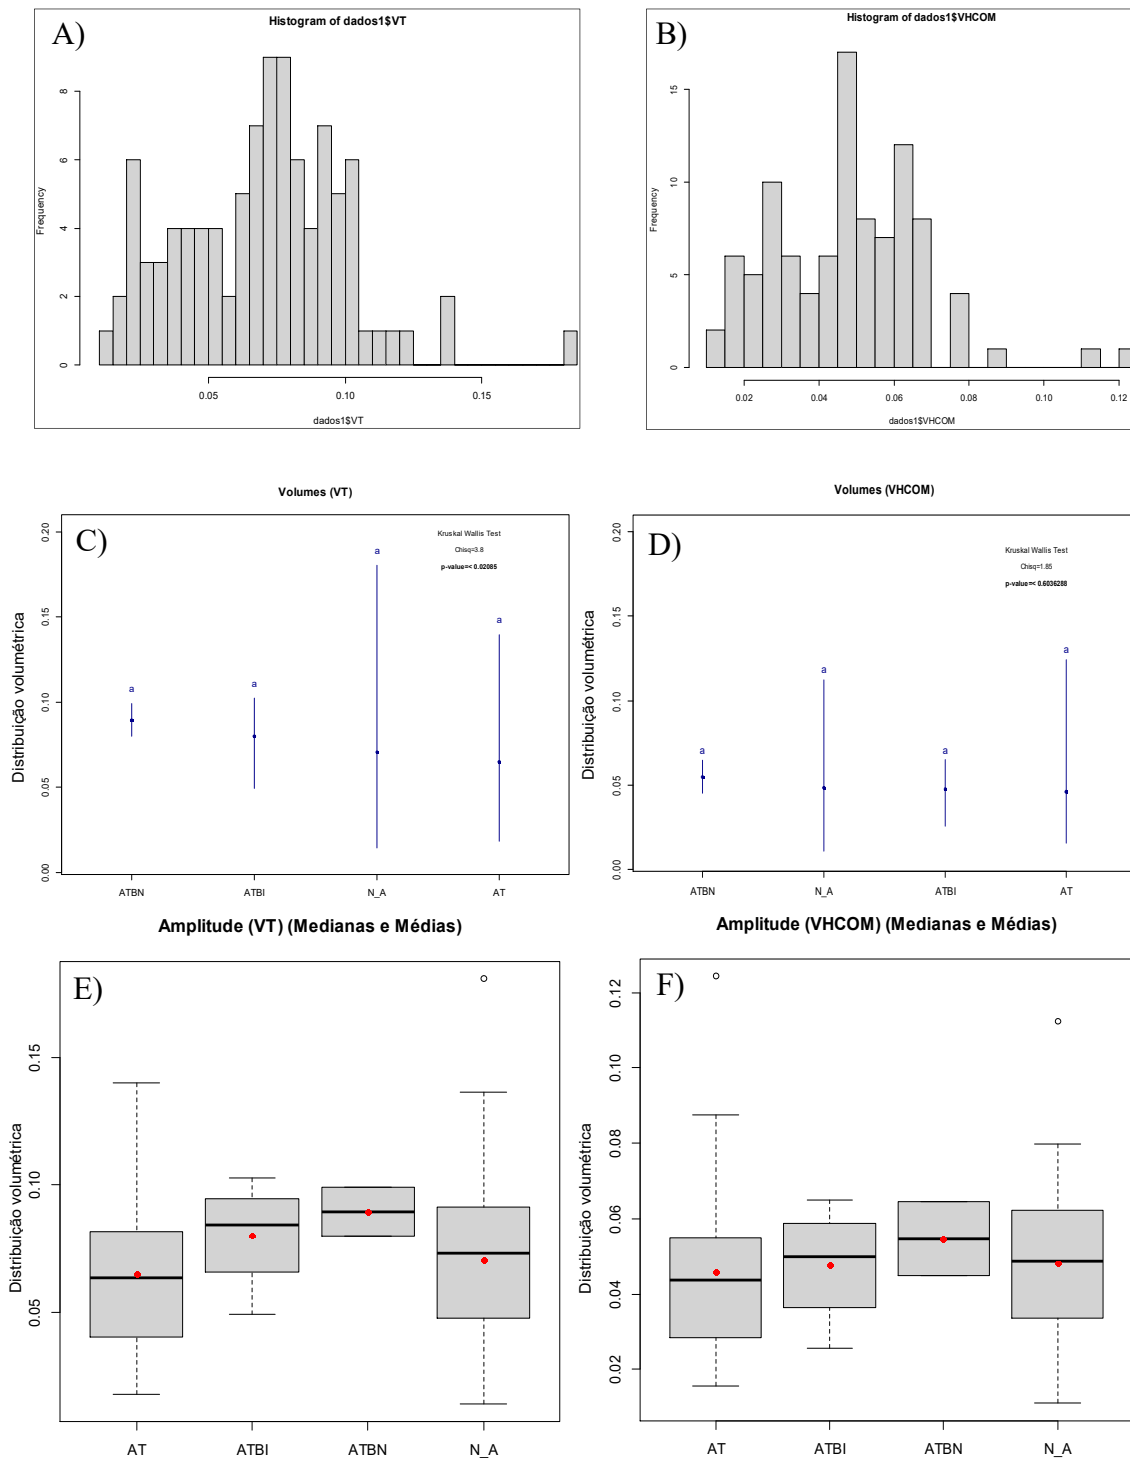 A)
Histogram of dados1$VT
Frequency
0
2
4
6
8
0.05
0.10
0.15
dados1$VT
B)
Histogram of dados1$VHCOM
Frequency
0
5
10
15
0.02
0.04
0.06
0.08
0.10
0.12
dados1$VHCOM
Volumes (VT)
C)
Kruskal Wallis Test
Chisq=3.8
p-value=< 0.02085
Distribuição volumétrica
0.00
0.05
0.10
0.15
0.20
a
a
a
a
ATBN
ATBI
N_A
AT
Volumes (VHCOM)
D)
Kruskal Wallis Test
Chisq=1.85
p-value=< 0.6036288
Distribuição volumétrica
0.00
0.05
0.10
0.15
0.20
a
a
a
a
ATBN
N_A
ATBI
AT
Amplitude (VT) (Medianas e Médias)
E)
Distribuição volumétrica
0.05
0.10
0.15
AT
ATBI
ATBN
N_A
Amplitude (VHCOM) (Medianas e Médias)
F)
Distribuição volumétrica
0.02
0.04
0.06
0.08
0.10
0.12
AT
ATBI
ATBN
N_A